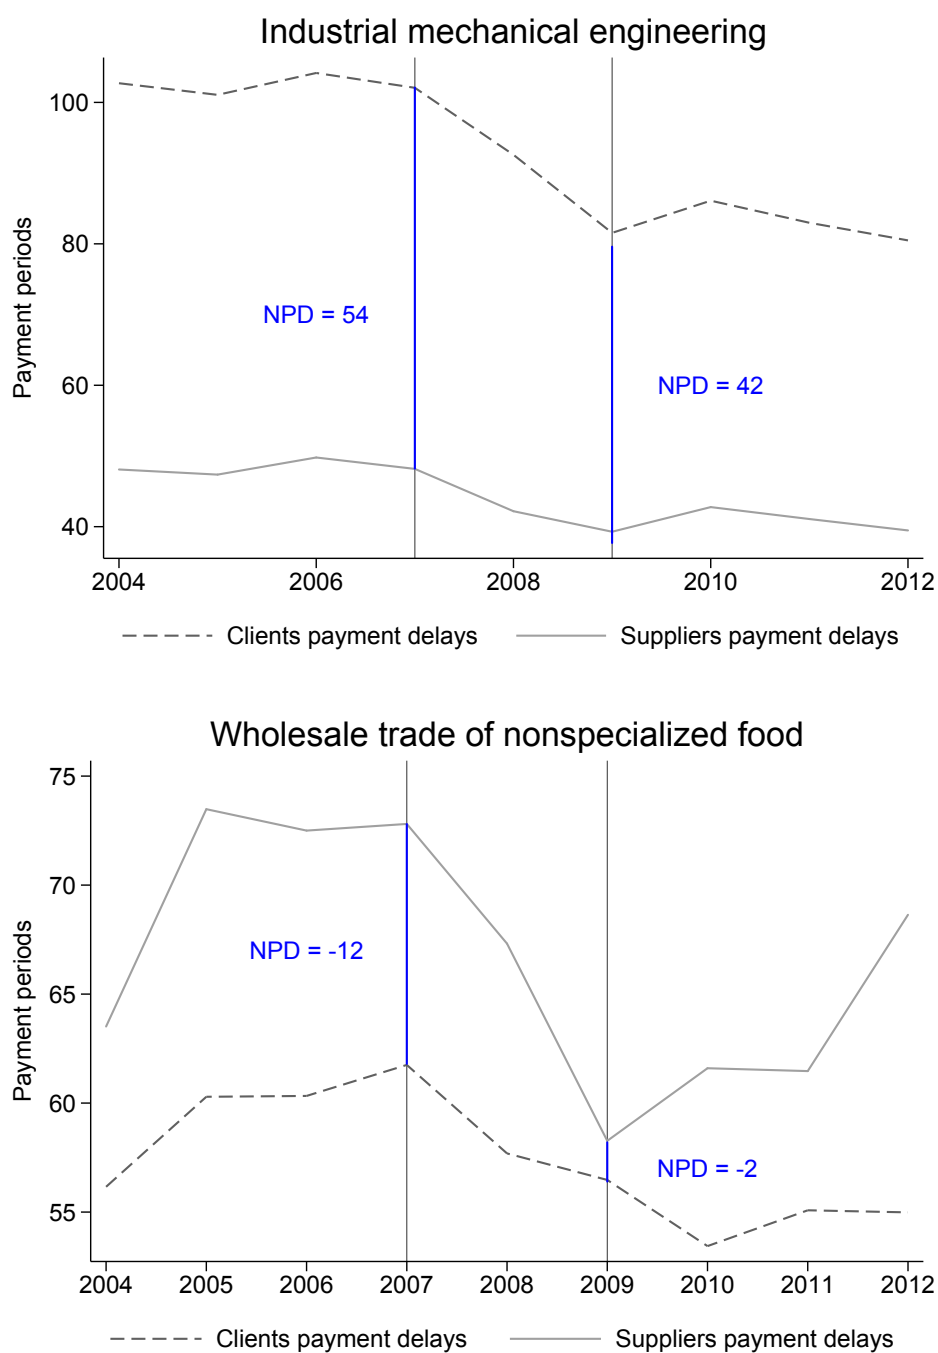 Industrial mechanical engineering
Payment periods
100
80
60
40
NPD = 54
NPD = 42
2004 2006 2008 2010 2012
Clients payment delays Suppliers payment delays
Wholesale trade of nonspecialized food
Payment periods
75
70
65
60
55
NPD = -12
NPD = -2
2004 2005 2006 2007 2008 2009 2010 2011 2012
Clients payment delays Suppliers payment delays